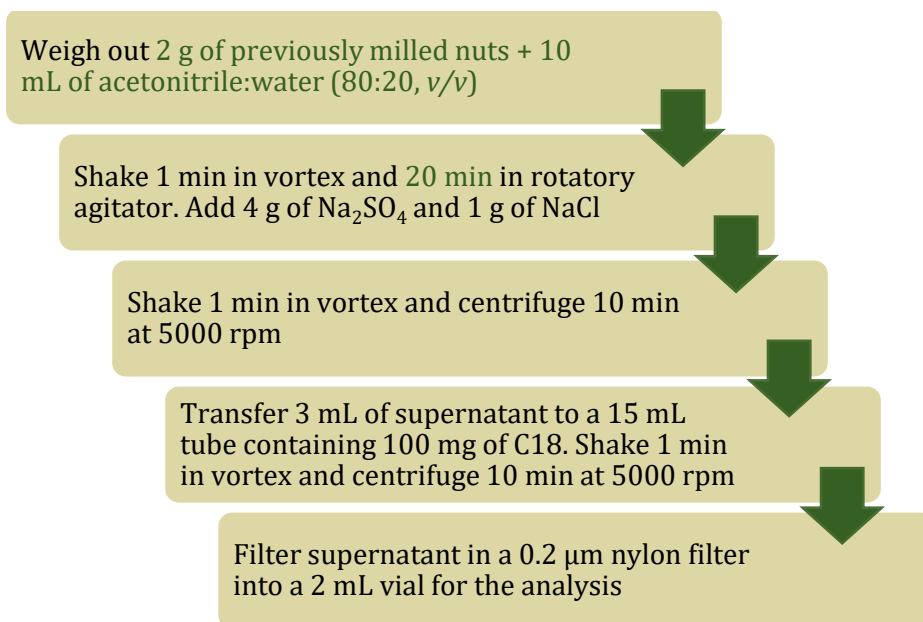 Weigh out 2 g of previously milled nuts + 10
mL of acetonitrile:water (80:20, v/v)
Shake 1 min in vortex and 20 min in rotatory
agitator. Add 4 g of Na₂SO₄ and 1 g of NaCl
Shake 1 min in vortex and centrifuge 10 min
at 5000 rpm
Transfer 3 mL of supernatant to a 15 mL
tube containing 100 mg of C18. Shake 1 min
in vortex and centrifuge 10 min at 5000 rpm
Filter supernatant in a 0.2 µm nylon filter
into a 2 mL vial for the analysis